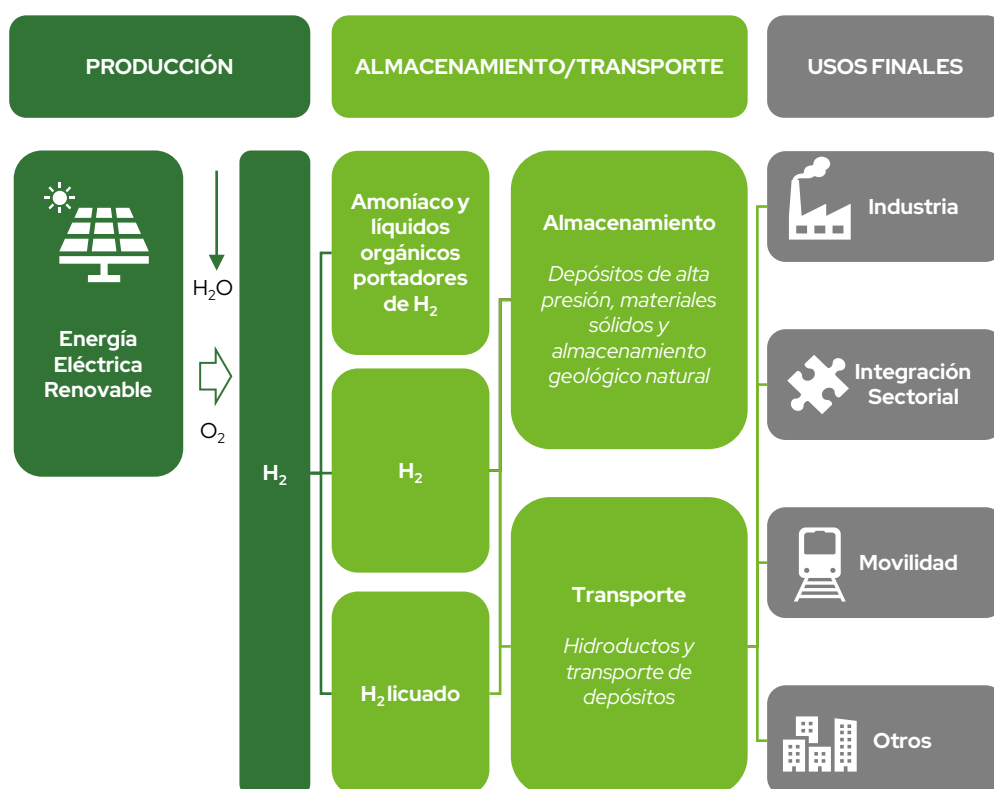 PRODUCCIÓN
ALMACENAMIENTO/TRANSPORTE
USOS FINALES
Energía
Eléctrica
Renovable
H₂O
O₂
H₂
Amoníaco y
líquidos
orgánicos
portadores
de H₂
H₂
H₂ licuado
Almacenamiento
Depósitos de alta
presión, materiales
sólidos y
almacenamiento
geológico natural
Transporte
Hidroductos y
transporte de
depósitos
Industria
Integración
Sectorial
Movilidad
Otros